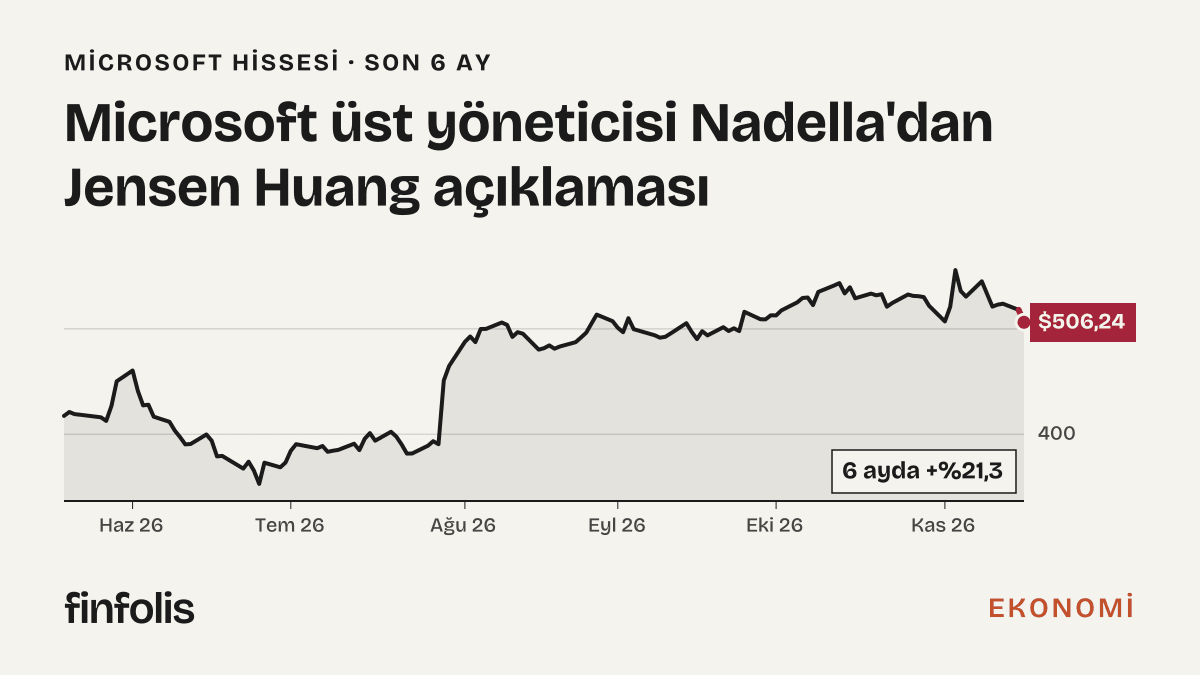 MİCROSOFT HİSSESİ · SON 6 AY
Microsoft üst yöneticisi Nadella'dan
Jensen Huang açıklaması
$506,24
400
6 ayda +%21,3
Haz 26 Tem 26 Ağu 26 Eyl 26 Eki 26 Kas 26
finfolis
EKONOMİ